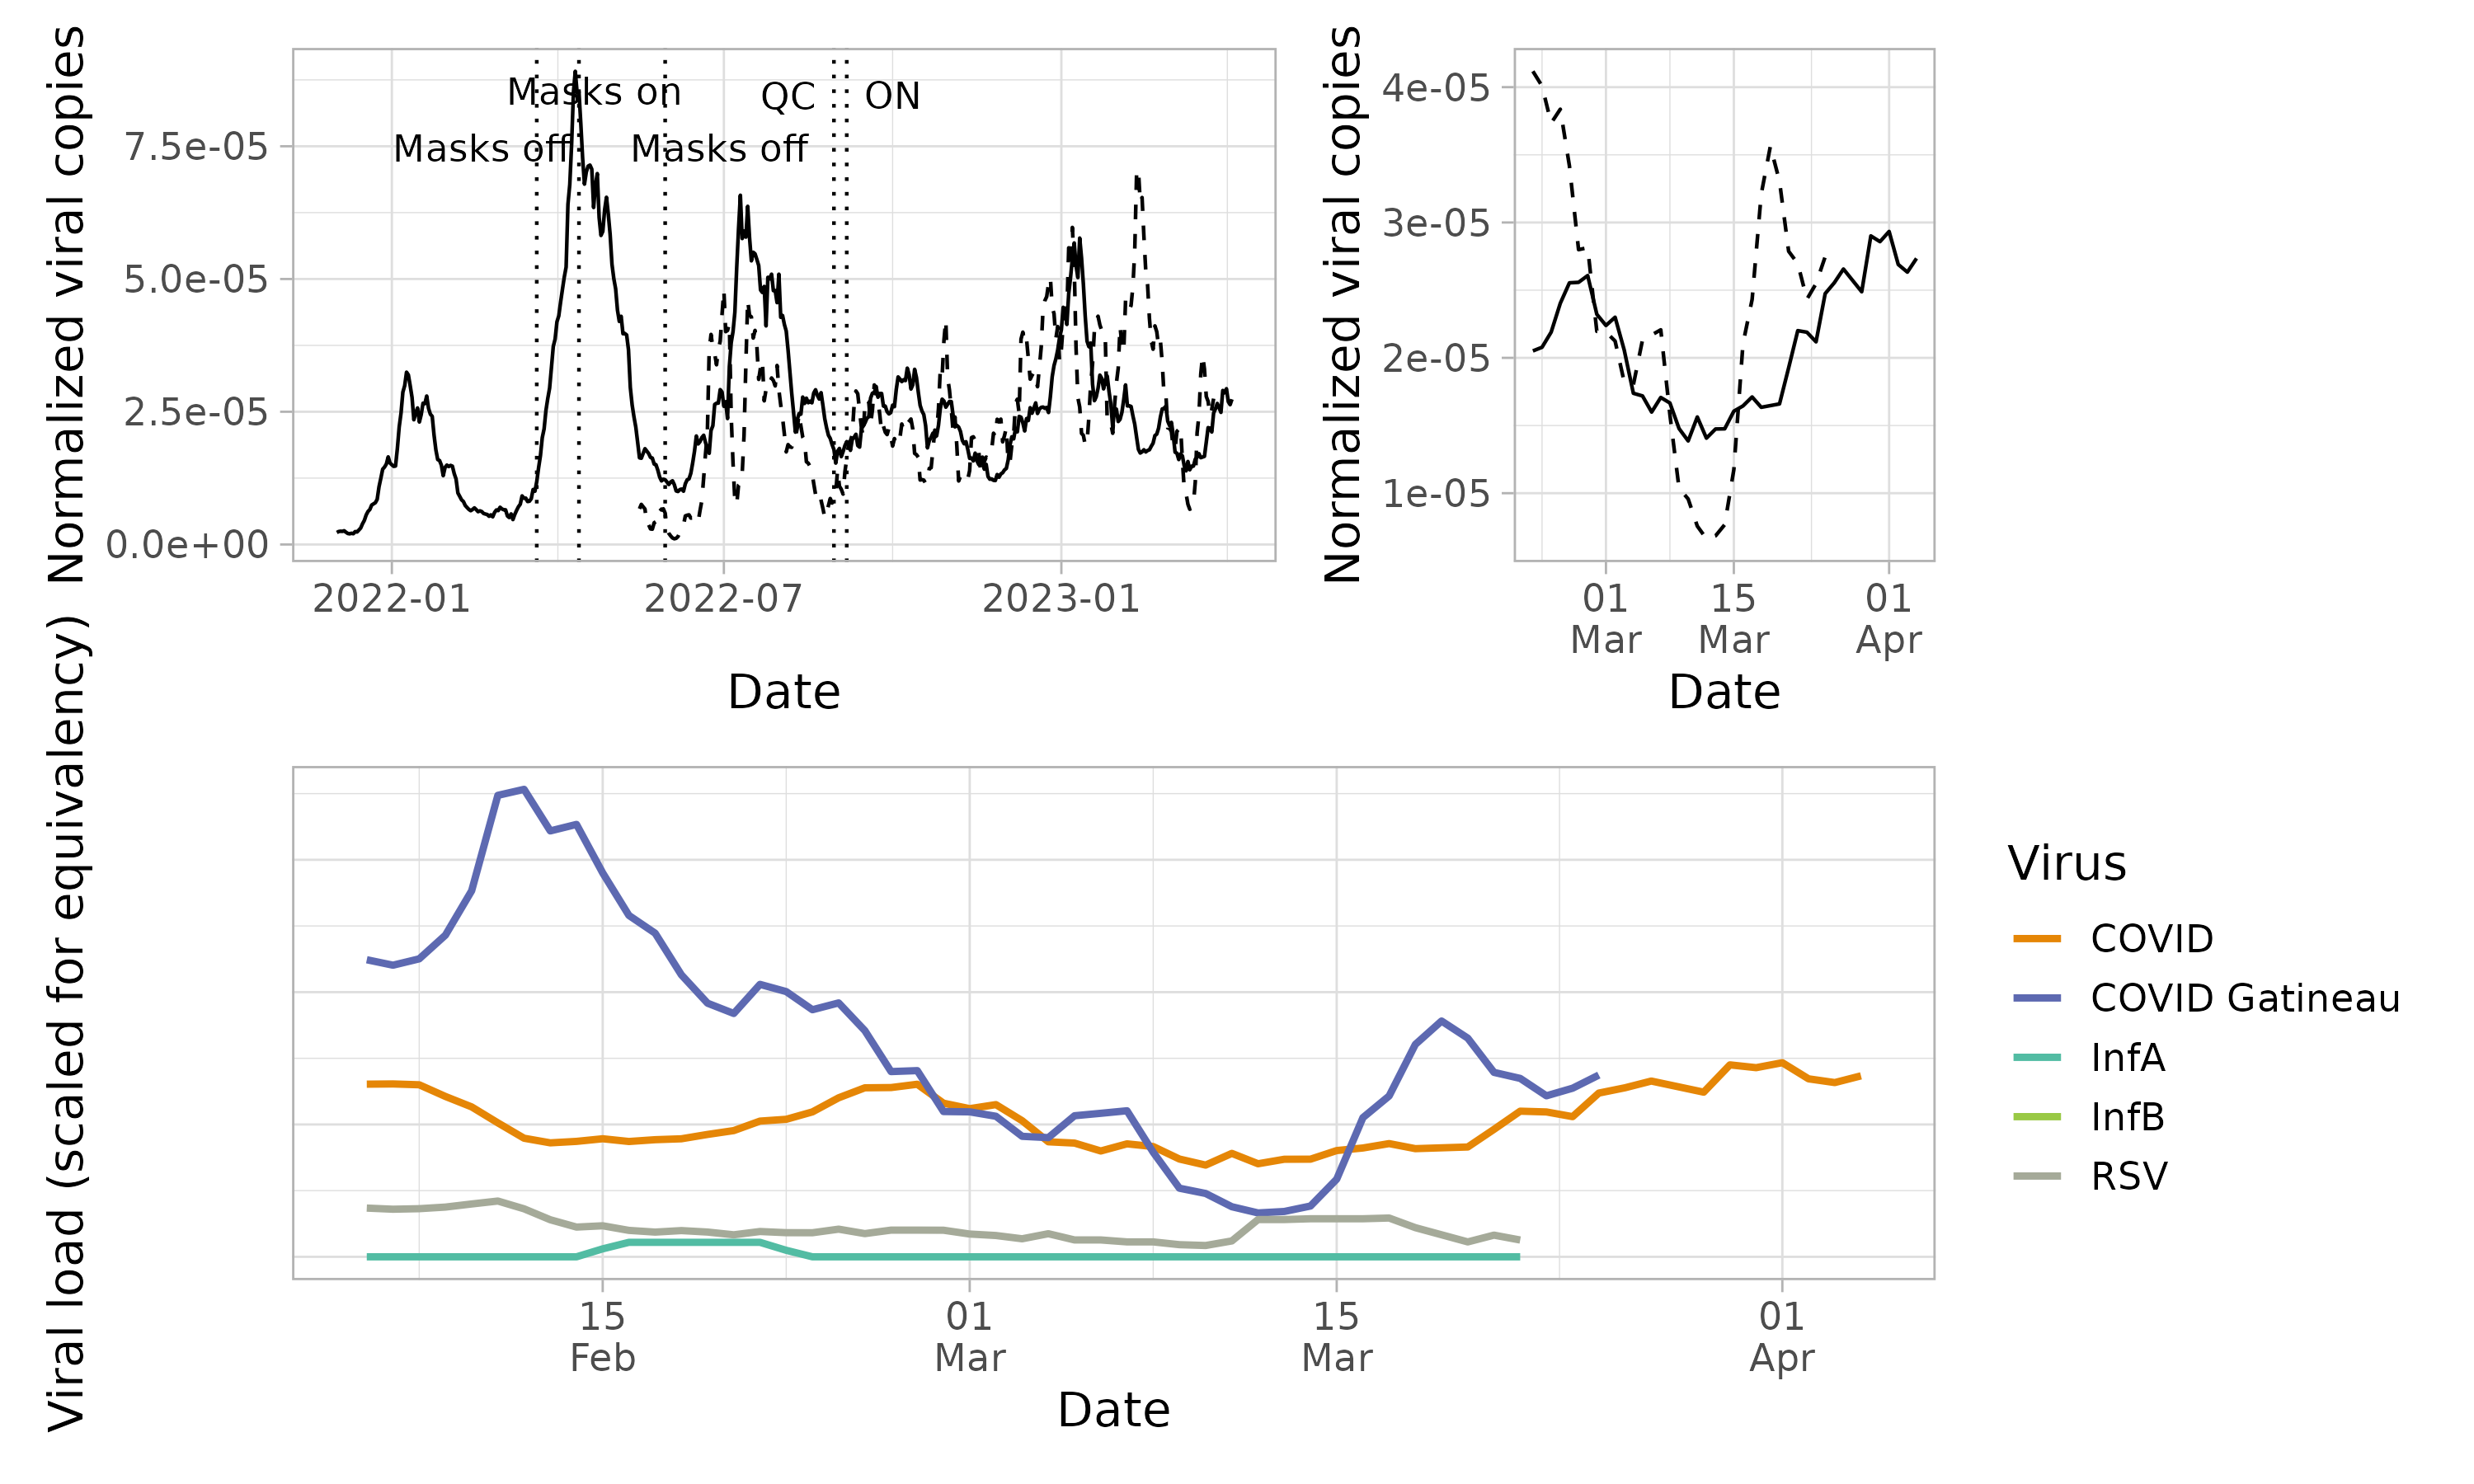 Normalized viral copies
7.5e-05
5.0e-05
2.5e-05
0.0e+00
Masks on
Masks off
Masks off
QC
ON
2022-01
2022-07
2023-01
Date
Normalized viral copies
4e-05
3e-05
2e-05
1e-05
01
Mar
15
Mar
01
Apr
Date
Viral load (scaled for equivalency)
15
Feb
01
Mar
15
Mar
01
Apr
Date
Virus
COVID
COVID Gatineau
InfA
InfB
RSV